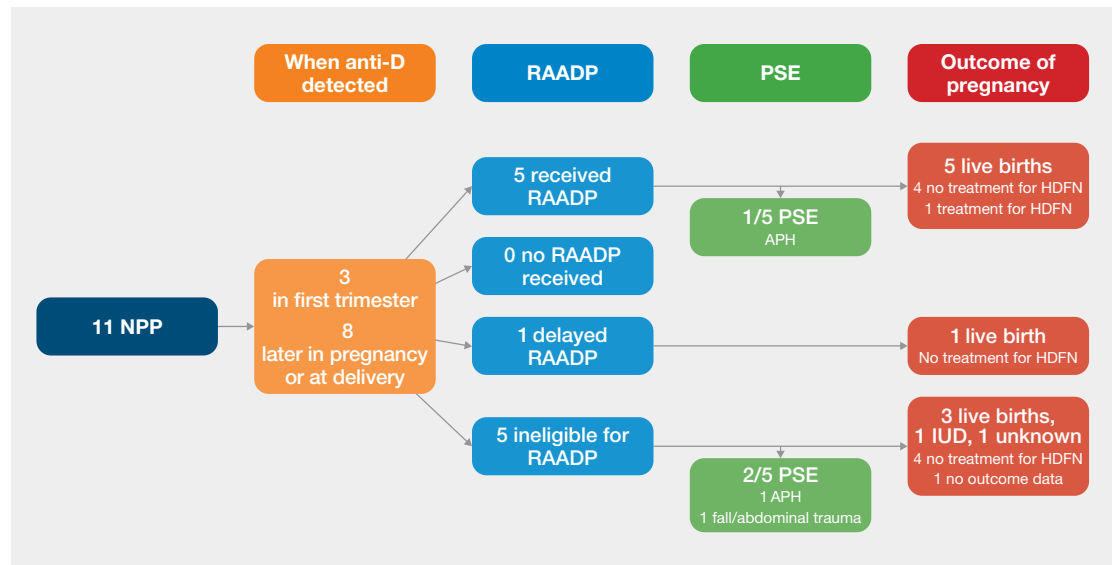 When anti-D
detected
RAADP
PSE
Outcome of
pregnancy
11 NPP
3
in first trimester
8
later in pregnancy
or at delivery
5 received
RAADP
1/5 PSE
APH
5 live births
4 no treatment for HDFN
1 treatment for HDFN
0 no RAADP
received
1 delayed
RAADP
1 live birth
No treatment for HDFN
5 ineligible for
RAADP
2/5 PSE
1 APH
1 fall/abdominal trauma
3 live births,
1 IUD, 1 unknown
4 no treatment for HDFN
1 no outcome data